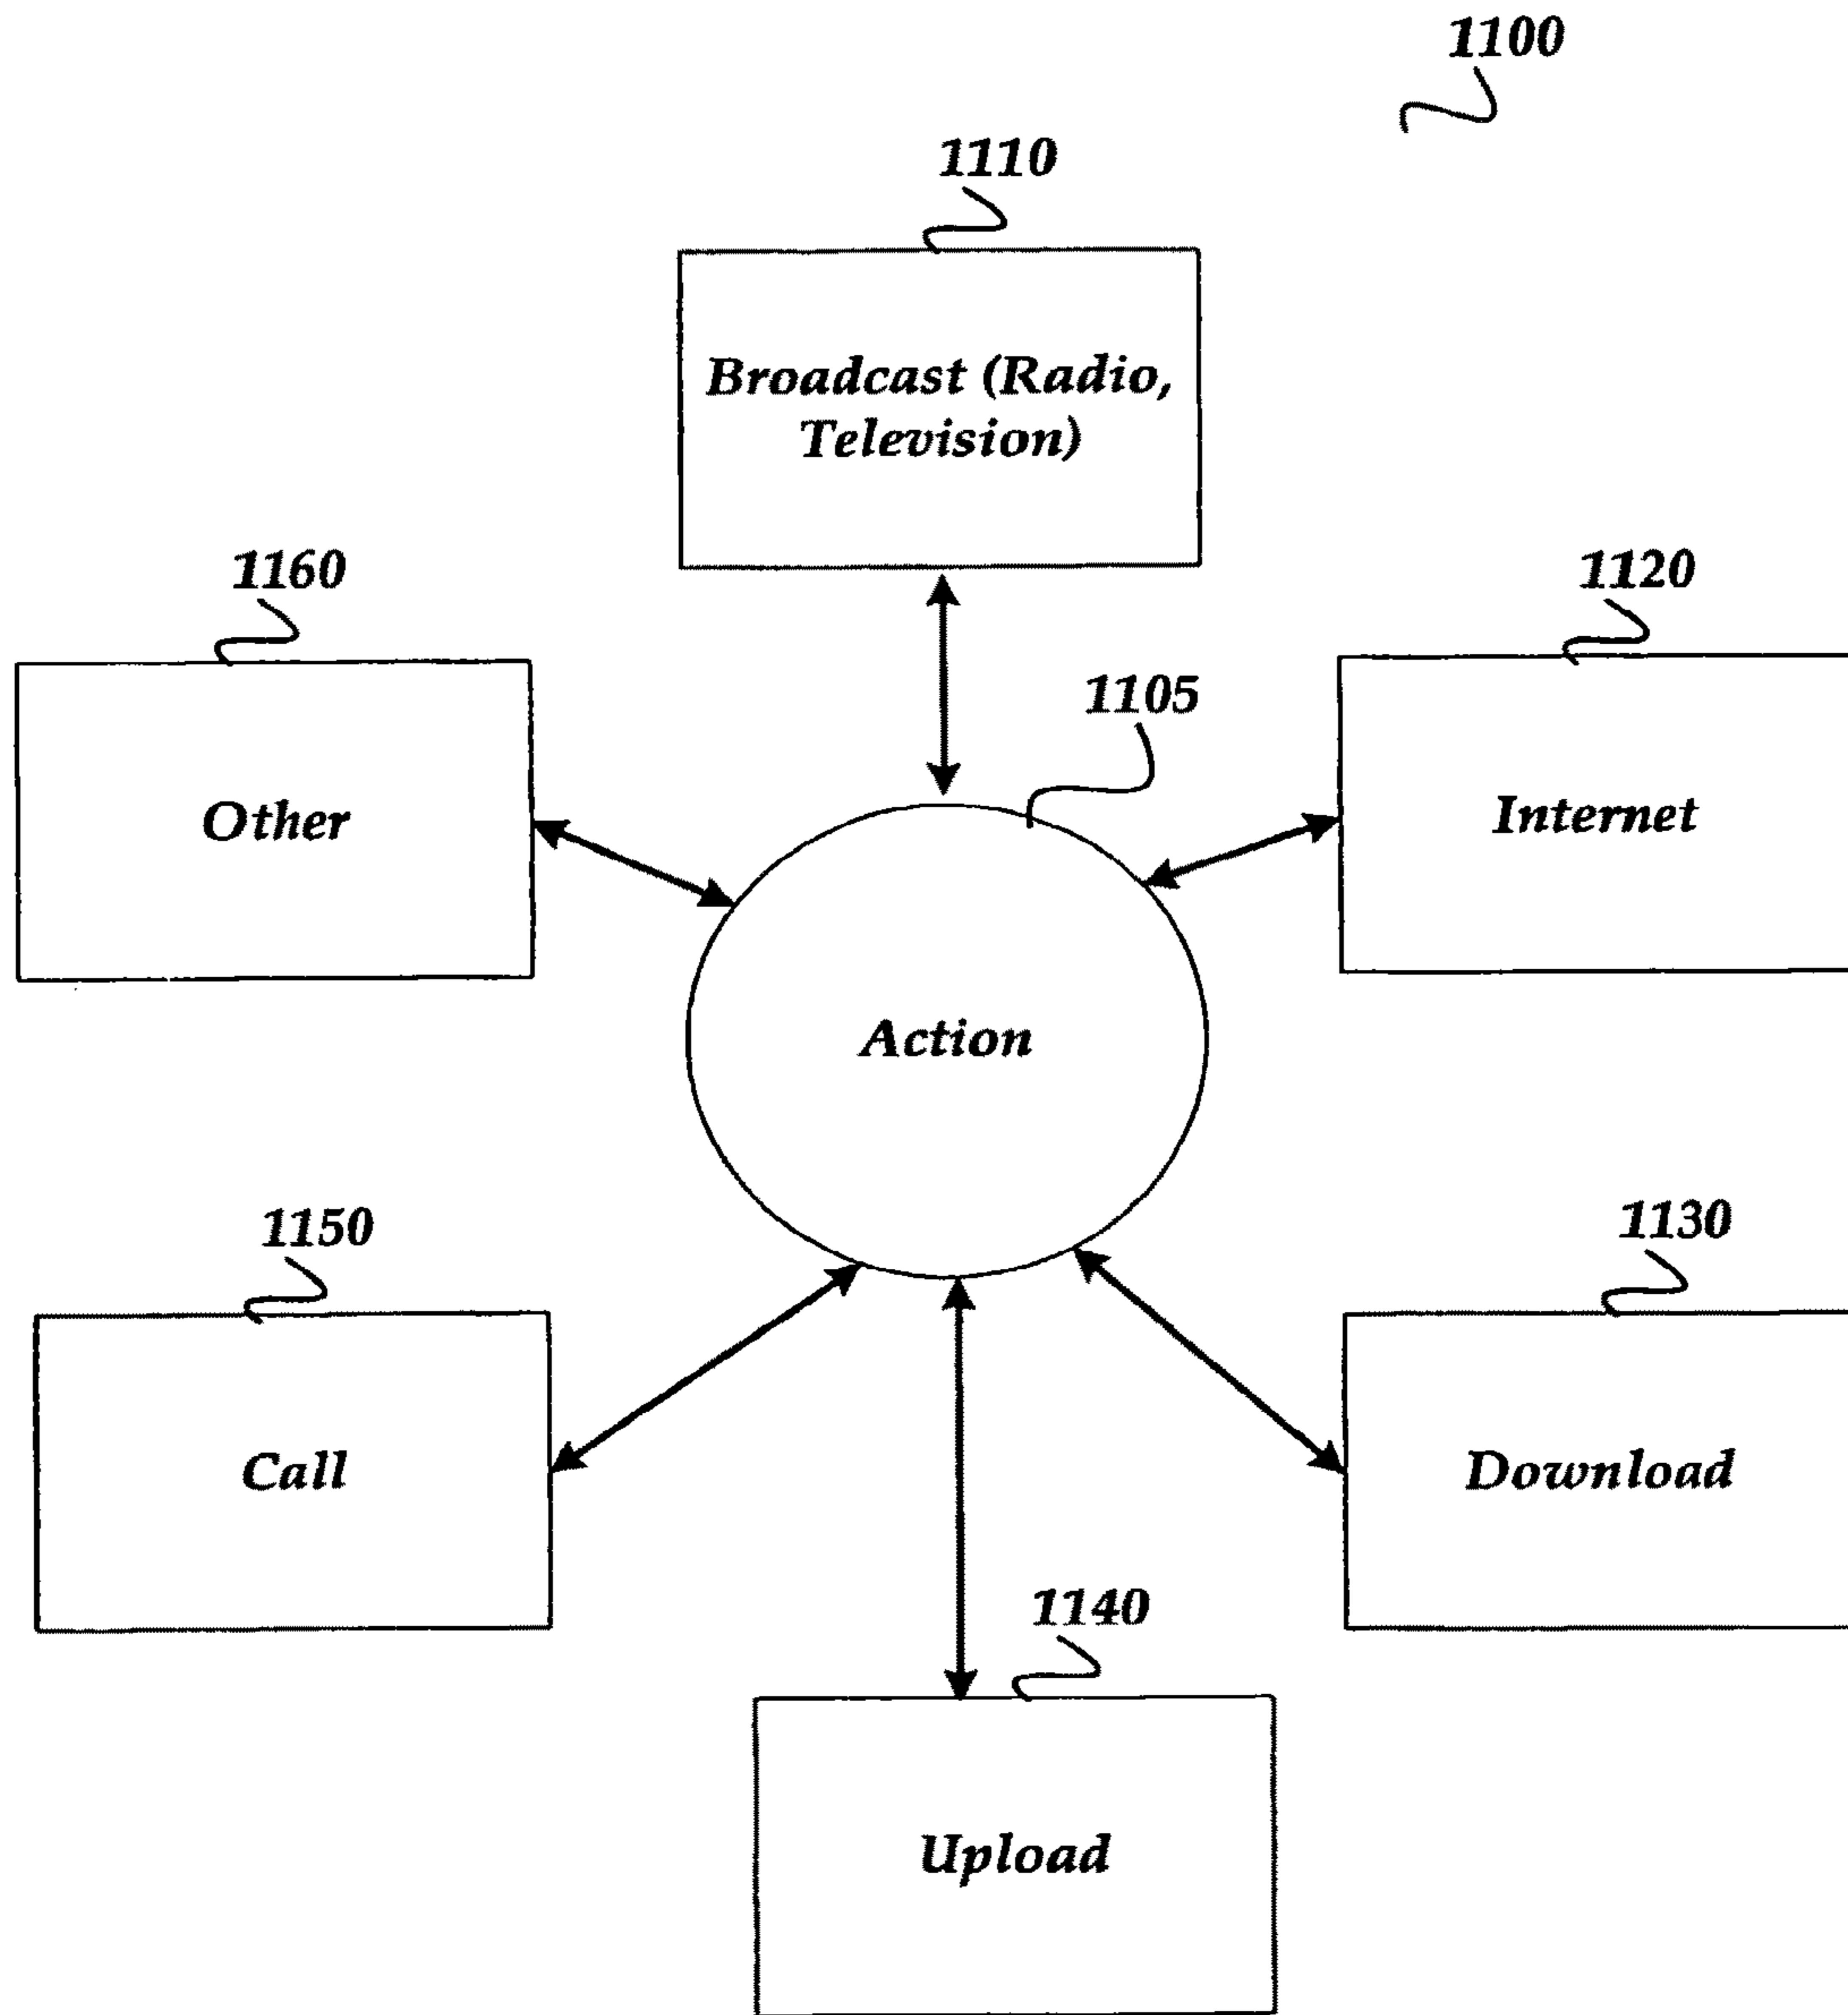 1100
1110
Broadcast (Radio,
Television)
1160
1120
1105
Other
Internet
Action
1150
1130
Call
Download
1140
Upload